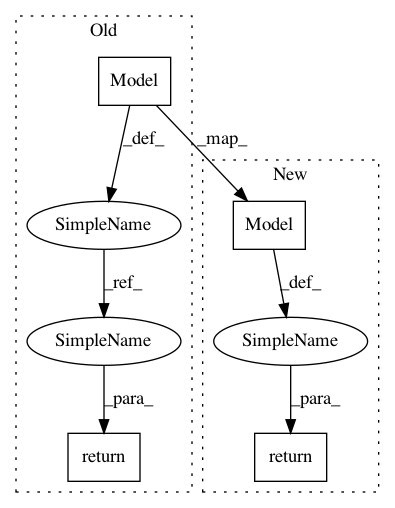 Old
Model
_def_
_map_
New
SimpleName
Model
_ref_
_def_
SimpleName
SimpleName
_para_
_para_
return
return